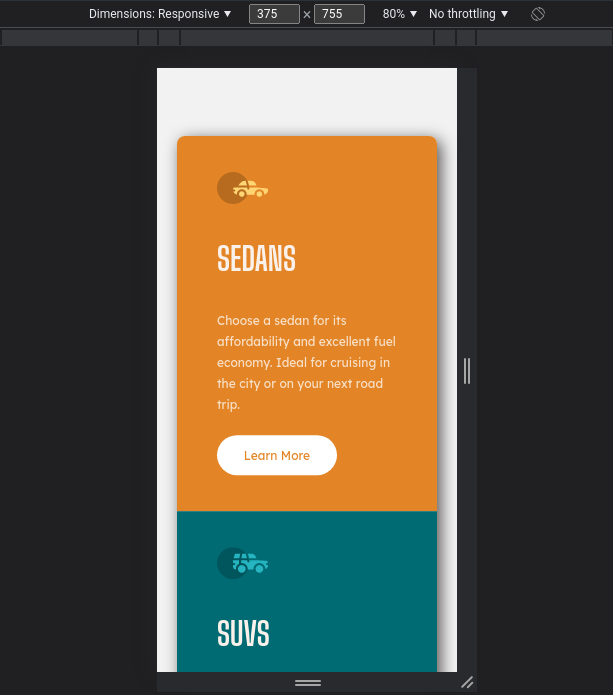 Dimensions: Responsive 375 × 755 80% No throttling
SEDANS
Choose a sedan for its
affordability and excellent fuel
economy. Ideal for cruising in
the city or on your next road
trip.
Learn More
SUVS